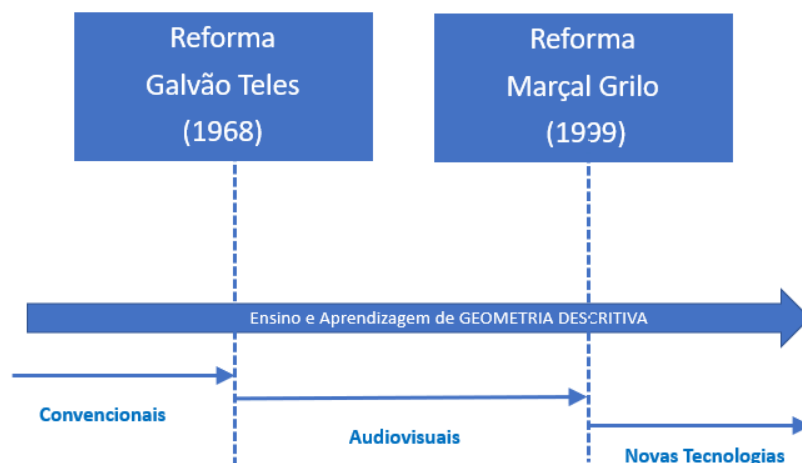 Reforma
Galvão Teles
(1968)
Reforma
Marçal Grilo
(1999)
Ensino e Aprendizagem de GEOMETRIA DESCRITIVA
Convencionais
Audiovisuais
Novas Tecnologias